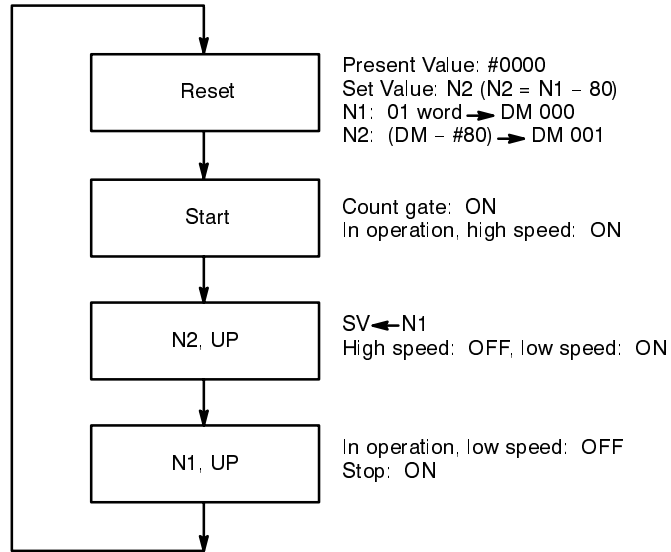 Reset
Present Value: #0000
Set Value: N2 (N2 = N1 – 80)
N1: 01 word → DM 000
N2: (DM – #80) → DM 001
Start
Count gate: ON
In operation, high speed: ON
N2, UP
SV←N1
High speed: OFF, low speed: ON
N1, UP
In operation, low speed: OFF
Stop: ON